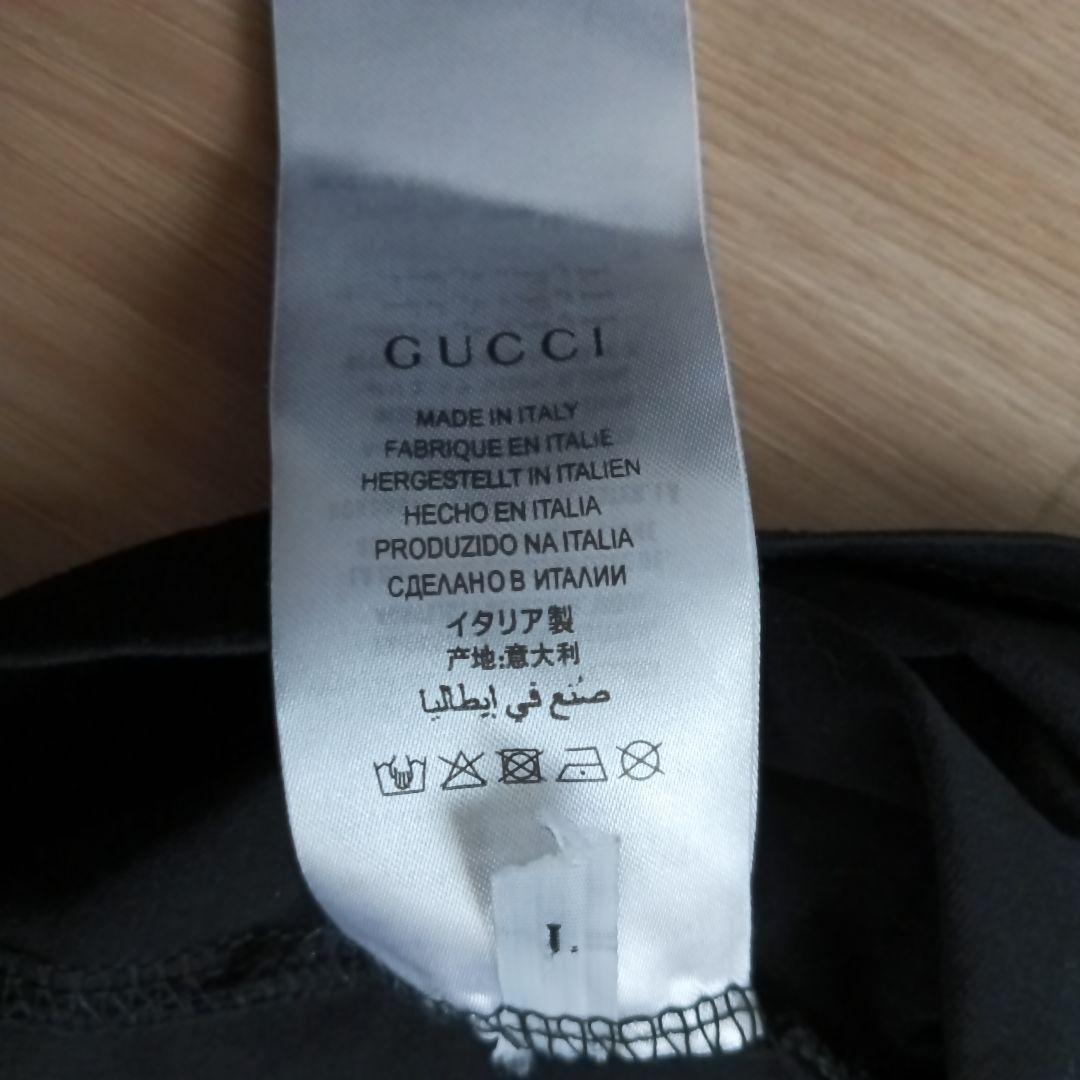 GUCCI
MADE IN ITALY
FABRIQUE EN ITALIE
HERGESTELLT IN ITALIEN
HECHO EN ITALIA
PRODUZIDO NA ITALIA
СДЕЛАНО В ИТАЛИИ
イタリア製
产地:意大利
صُنع في إيطاليا